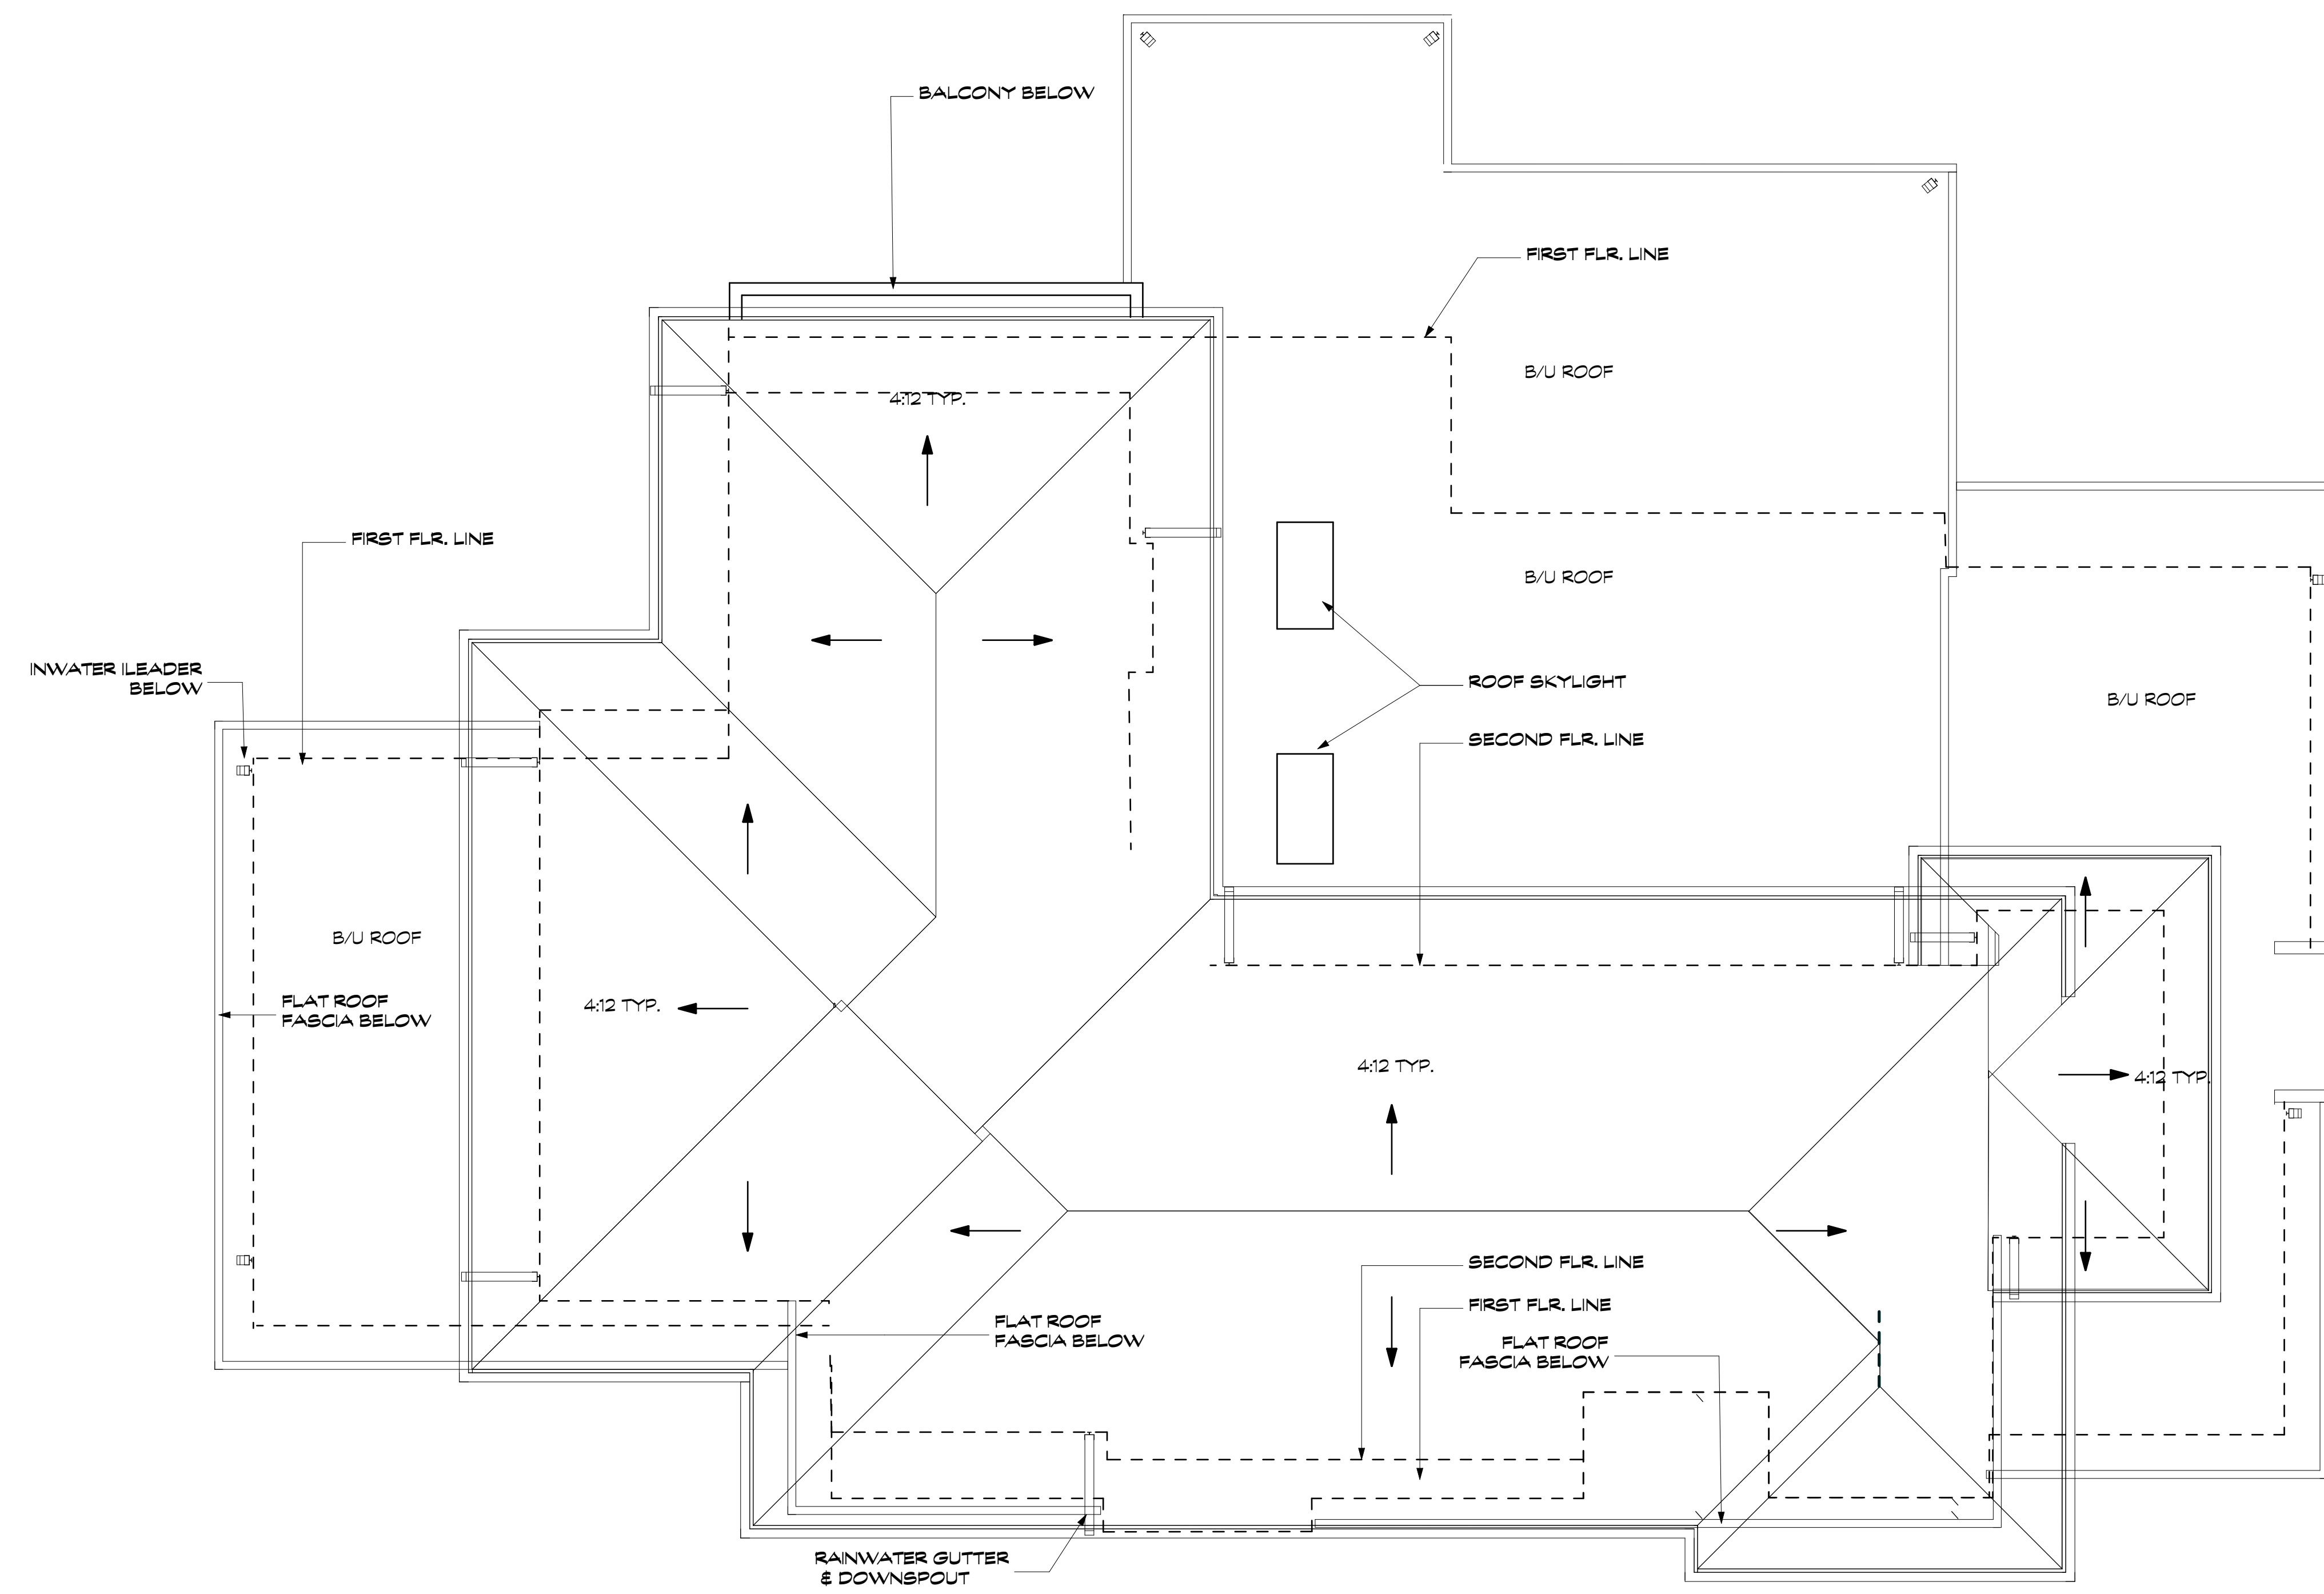 BALCONY BELOW
FIRST FLR. LINE
B/U ROOF
4:12 TYP.
FIRST FLR. LINE
B/U ROOF
INWATER LEADER
BELOW
ROOF SKYLIGHT
B/U ROOF
SECOND FLR. LINE
B/U ROOF
FLAT ROOF
FASCIA BELOW
4:12 TYP.
4:12 TYP.
4:12 TYP.
SECOND FLR. LINE
FIRST FLR. LINE
FLAT ROOF
FASCIA BELOW
FLAT ROOF
FASCIA BELOW
RAINWATER GUTTER
& DOWNSPOUT